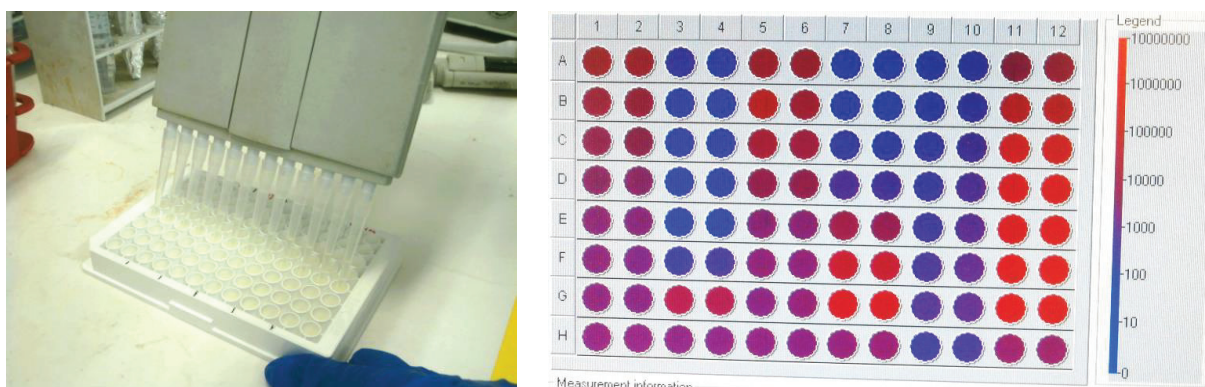 Legend
1 2 3 4 5 6 7 8 9 10 11 12
A
B
C
D
E
F
G
H
10000000
1000000
100000
10000
1000
100
10
0
Measurement information